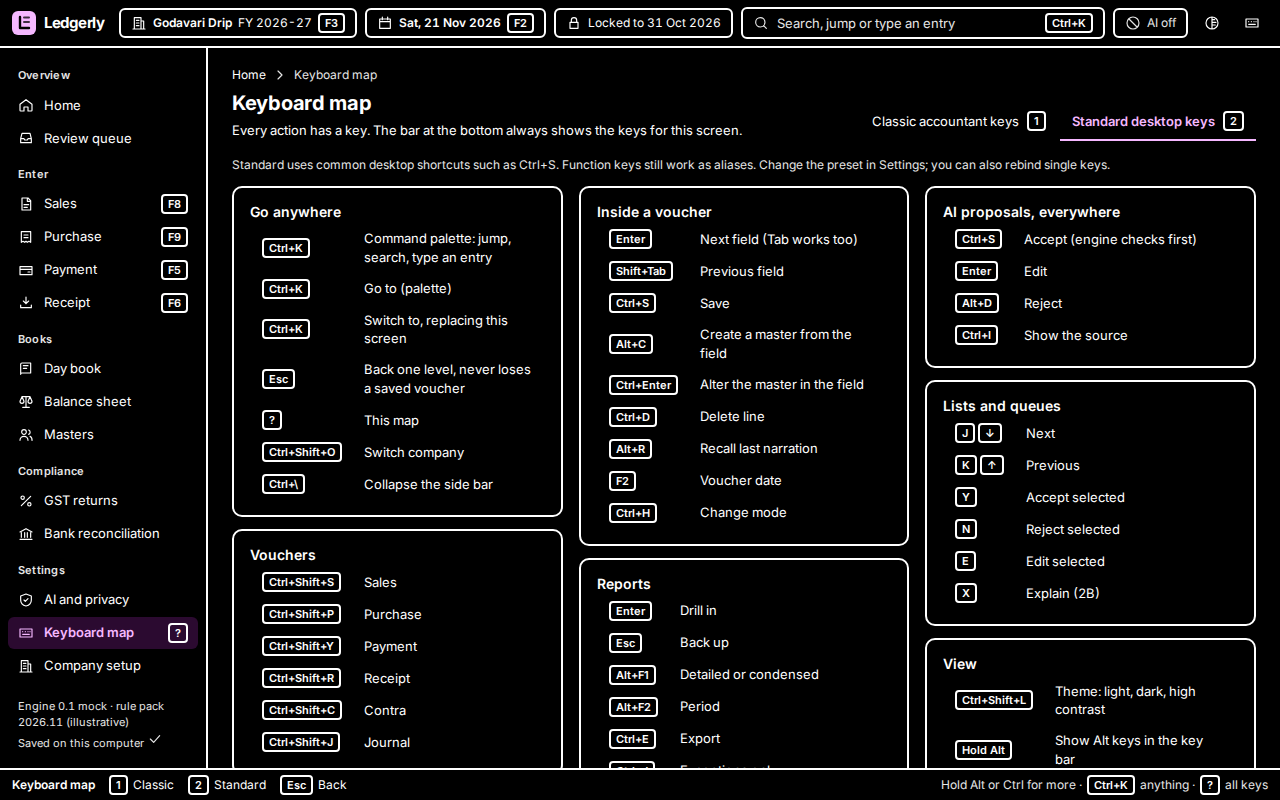 Ledgerly
Godavari Drip FY 2026-27 F3
Sat, 21 Nov 2026 F2
Locked to 31 Oct 2026
Search, jump or type an entry Ctrl+K
AI off
Overview
Home
Review queue
Enter
Sales F8
Purchase F9
Payment F5
Receipt F6
Books
Day book
Balance sheet
Masters
Compliance
GST returns
Bank reconciliation
Settings
AI and privacy
Keyboard map ?
Company setup
Engine 0.1 mock · rule pack
2026.11 (illustrative)
Saved on this computer
Home > Keyboard map
Keyboard map
Every action has a key. The bar at the bottom always shows the keys for this screen.
Classic accountant keys 1
Standard desktop keys 2
Standard uses common desktop shortcuts such as Ctrl+S. Function keys still work as aliases. Change the preset in Settings; you can also rebind single keys.
Go anywhere
Ctrl+K Command palette: jump,
search, type an entry
Ctrl+K Go to (palette)
Ctrl+K Switch to, replacing this
screen
Esc Back one level, never loses
a saved voucher
? This map
Ctrl+Shift+O Switch company
Ctrl+\ Collapse the side bar
Vouchers
Ctrl+Shift+S Sales
Ctrl+Shift+P Purchase
Ctrl+Shift+Y Payment
Ctrl+Shift+R Receipt
Ctrl+Shift+C Contra
Ctrl+Shift+J Journal
Inside a voucher
Enter Next field (Tab works too)
Shift+Tab Previous field
Ctrl+S Save
Alt+C Create a master from the
field
Ctrl+Enter Alter the master in the field
Ctrl+D Delete line
Alt+R Recall last narration
F2 Voucher date
Ctrl+H Change mode
Reports
Enter Drill in
Esc Back up
Alt+F1 Detailed or condensed
Alt+F2 Period
Ctrl+E Export
AI proposals, everywhere
Ctrl+S Accept (engine checks first)
Enter Edit
Alt+D Reject
Ctrl+I Show the source
Lists and queues
J ↓ Next
K ↑ Previous
Y Accept selected
N Reject selected
E Edit selected
X Explain (2B)
View
Ctrl+Shift+L Theme: light, dark, high
contrast
Hold Alt Show Alt keys in the key
bar
Keyboard map 1 Classic 2 Standard Esc Back
Hold Alt or Ctrl for more · Ctrl+K anything · ? all keys